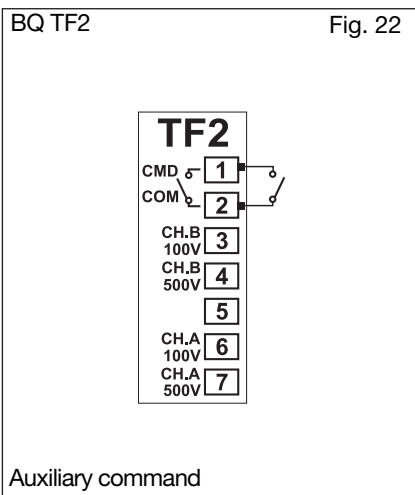 BQ TF2 Fig. 22
TF2
CMD 1
COM 2
CH.B
100V 3
CH.B
500V 4
5
CH.A
100V 6
CH.A
500V 7
Auxiliary command